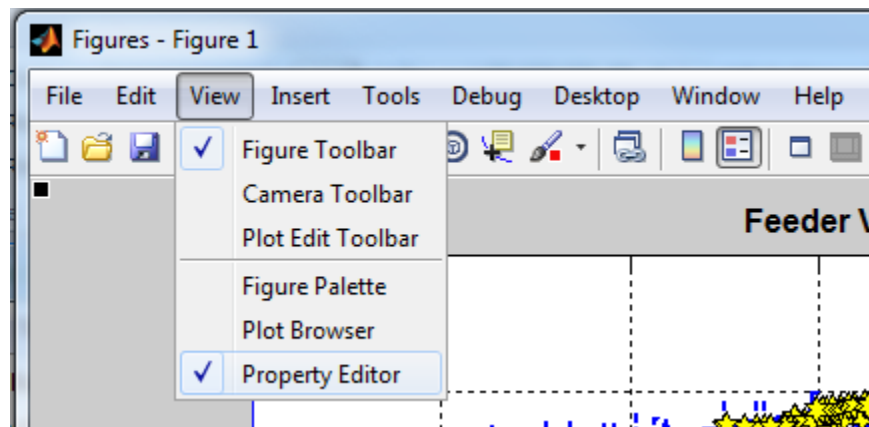 Figures - Figure 1
File Edit View Insert Tools Debug Desktop Window Help
Figure Toolbar
Camera Toolbar
Plot Edit Toolbar
Feeder
Figure Palette
Plot Browser
Property Editor